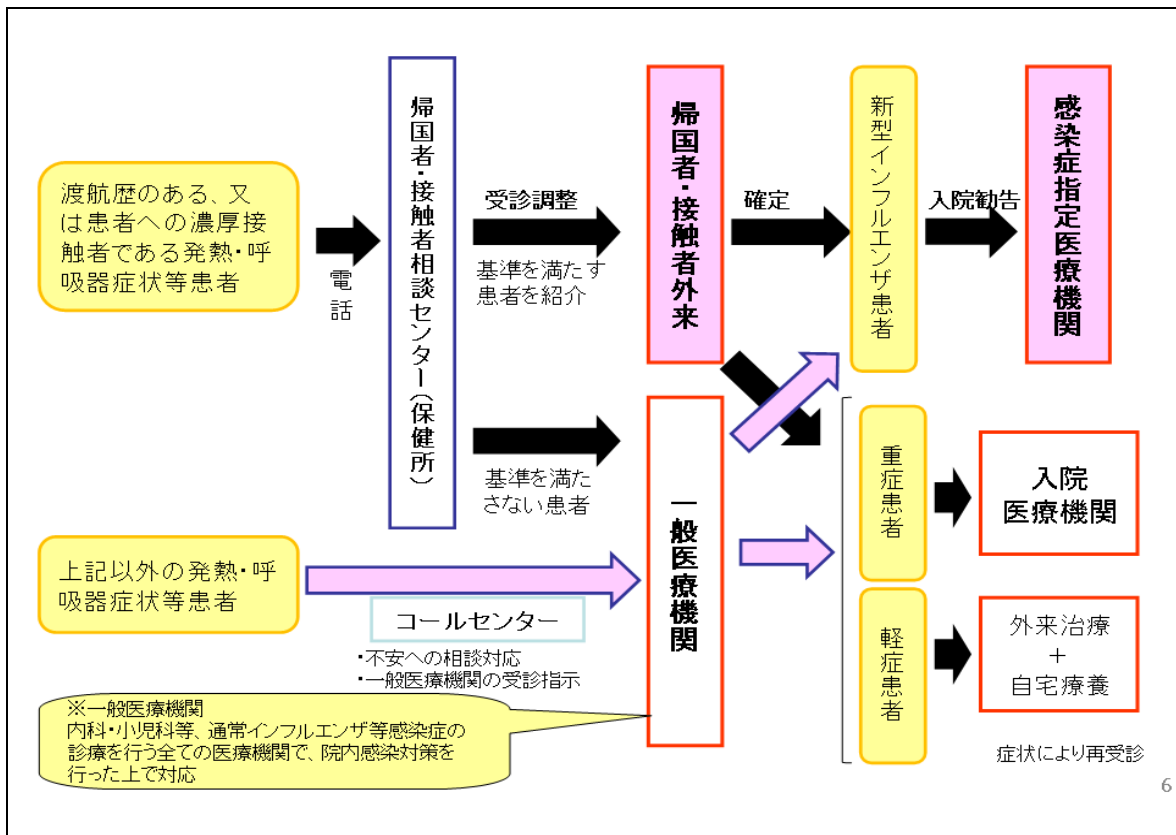 渡航歴のある、又
は患者への濃厚接
触者である発熱・呼
吸器症状等患者
電話
帰国者・接触者相談センター(保健所)
受診調整
基準を満たす
患者を紹介
帰国者・接触者外来
確定
新型インフルエンザ患者
入院勧告
感染症指定医療機関
基準を満た
さない患者
上記以外の発熱・呼
吸器症状等患者
コールセンター
・不安への相談対応
・一般医療機関の受診指示
一般医療機関
重症患者
入院
医療機関
軽症患者
外来治療
+
自宅療養
症状により再受診
※一般医療機関
内科・小児科等、通常インフルエンザ等感染症の
診療を行う全ての医療機関で、院内感染対策を
行った上で対応
6